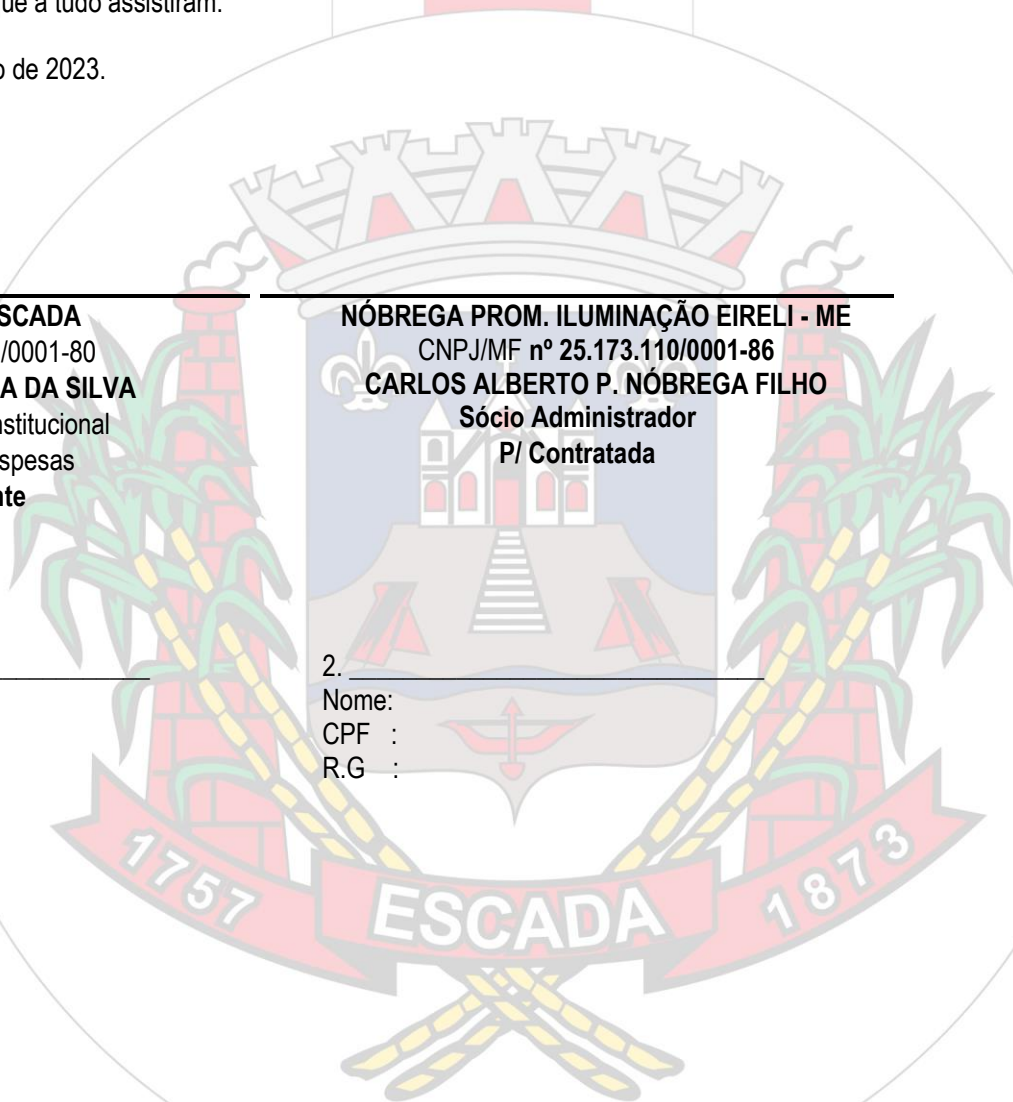 ue a tudo assistiram.
o de 2023.
SCADA
/0001-80
A DA SILVA
nstitucional
spesas
nte
NÓBREGA PROM. ILUMINAÇÃO EIRELI - ME
CNPJ/MF nº 25.173.110/0001-86
CARLOS ALBERTO P. NÓBREGA FILHO
Sócio Administrador
P/ Contratada
2. ________________________________
Nome:
CPF :
R.G :
1757 ESCADA 1873